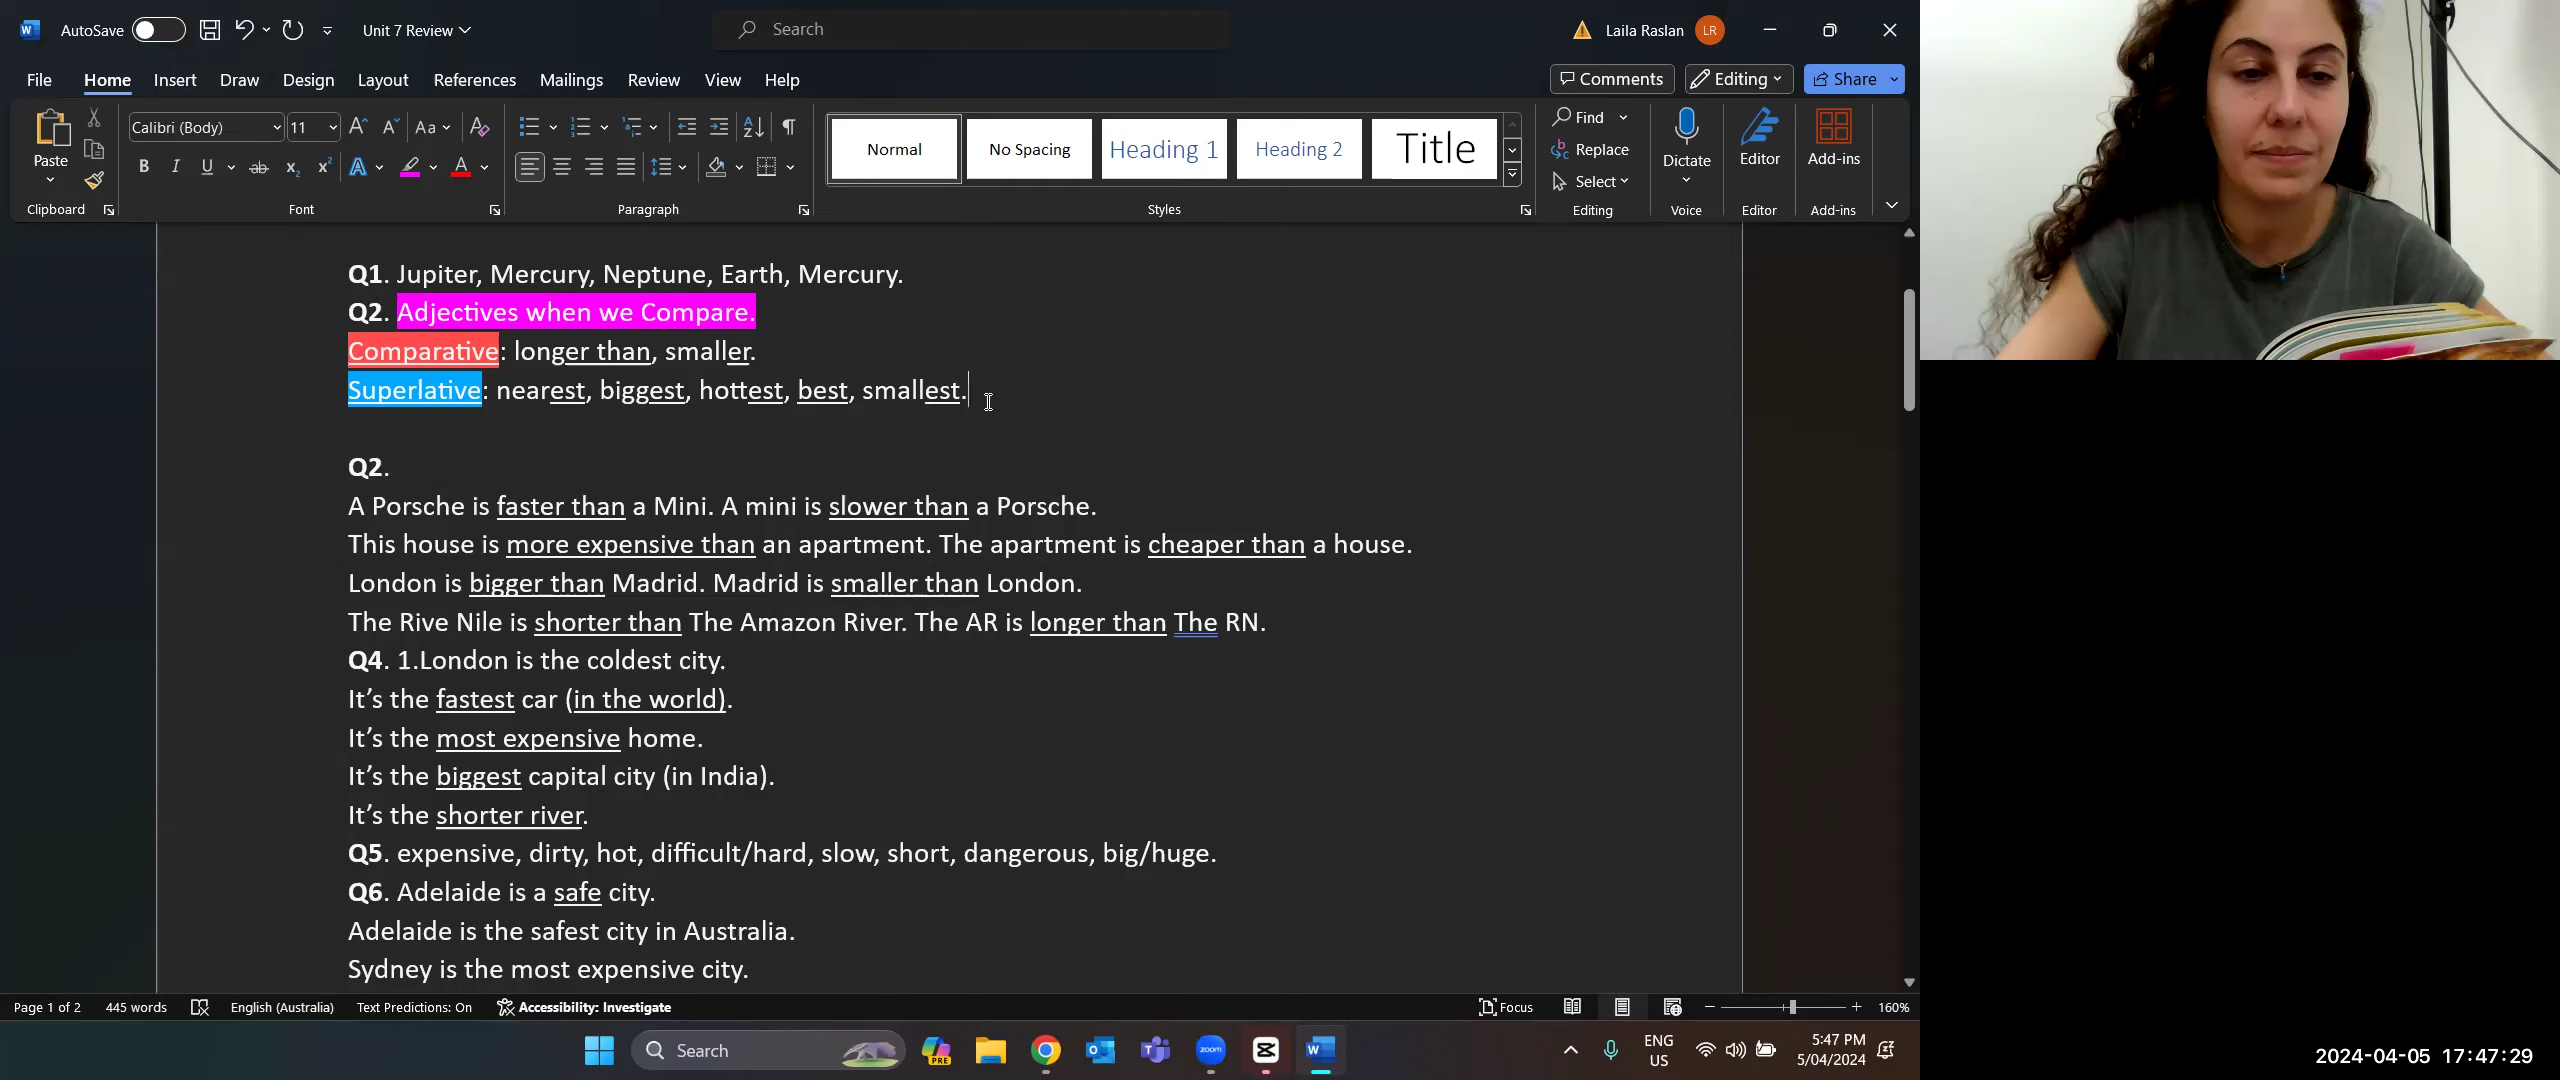 AutoSave
Unit 7 Review
Search
Laila Raslan
LR
File Home Insert Draw Design Layout References Mailings Review View Help
Comments
Editing
Share
Paste
Calibri (Body)
11
Aa
Normal
No Spacing
Heading 1
Heading 2
Title
Find
Replace
Select
Dictate
Editor
Add-ins
Clipboard
Font
Paragraph
Styles
Editing
Voice
Editor
Add-ins
Q1. Jupiter, Mercury, Neptune, Earth, Mercury.
Q2. Adjectives when we Compare.
Comparative: longer than, smaller.
Superlative: nearest, biggest, hottest, best, smallest.
Q2.
A Porsche is faster than a Mini. A mini is slower than a Porsche.
This house is more expensive than an apartment. The apartment is cheaper than a house.
London is bigger than Madrid. Madrid is smaller than London.
The Rive Nile is shorter than The Amazon River. The AR is longer than The RN.
Q4. 1.London is the coldest city.
It’s the fastest car (in the world).
It’s the most expensive home.
It’s the biggest capital city (in India).
It’s the shorter river.
Q5. expensive, dirty, hot, difficult/hard, slow, short, dangerous, big/huge.
Q6. Adelaide is a safe city.
Adelaide is the safest city in Australia.
Sydney is the most expensive city.
Page 1 of 2
445 words
English (Australia)
Text Predictions: On
Accessibility: Investigate
Focus
160%
Search
PRE
zoom
ENG
US
5:47 PM
5/04/2024
2024-04-05 17:47:29